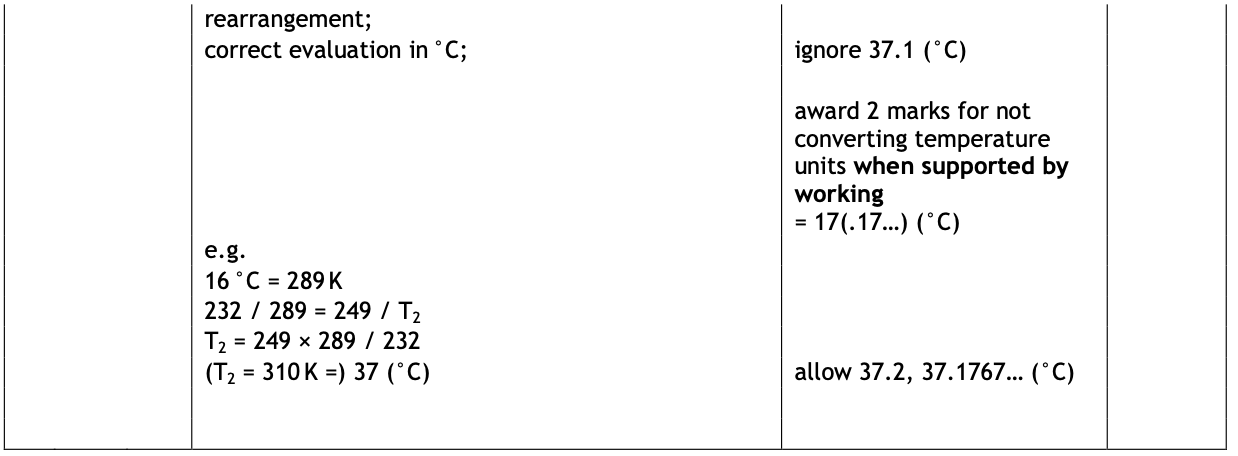 rearrangement;
correct evaluation in °C;
ignore 37.1 (°C)
award 2 marks for not
converting temperature
units when supported by
working
= 17(.17…) (°C)
e.g.
16 °C = 289 K
232 / 289 = 249 / T₂
T₂ = 249 × 289 / 232
(T₂ = 310 K =) 37 (°C)
allow 37.2, 37.1767… (°C)